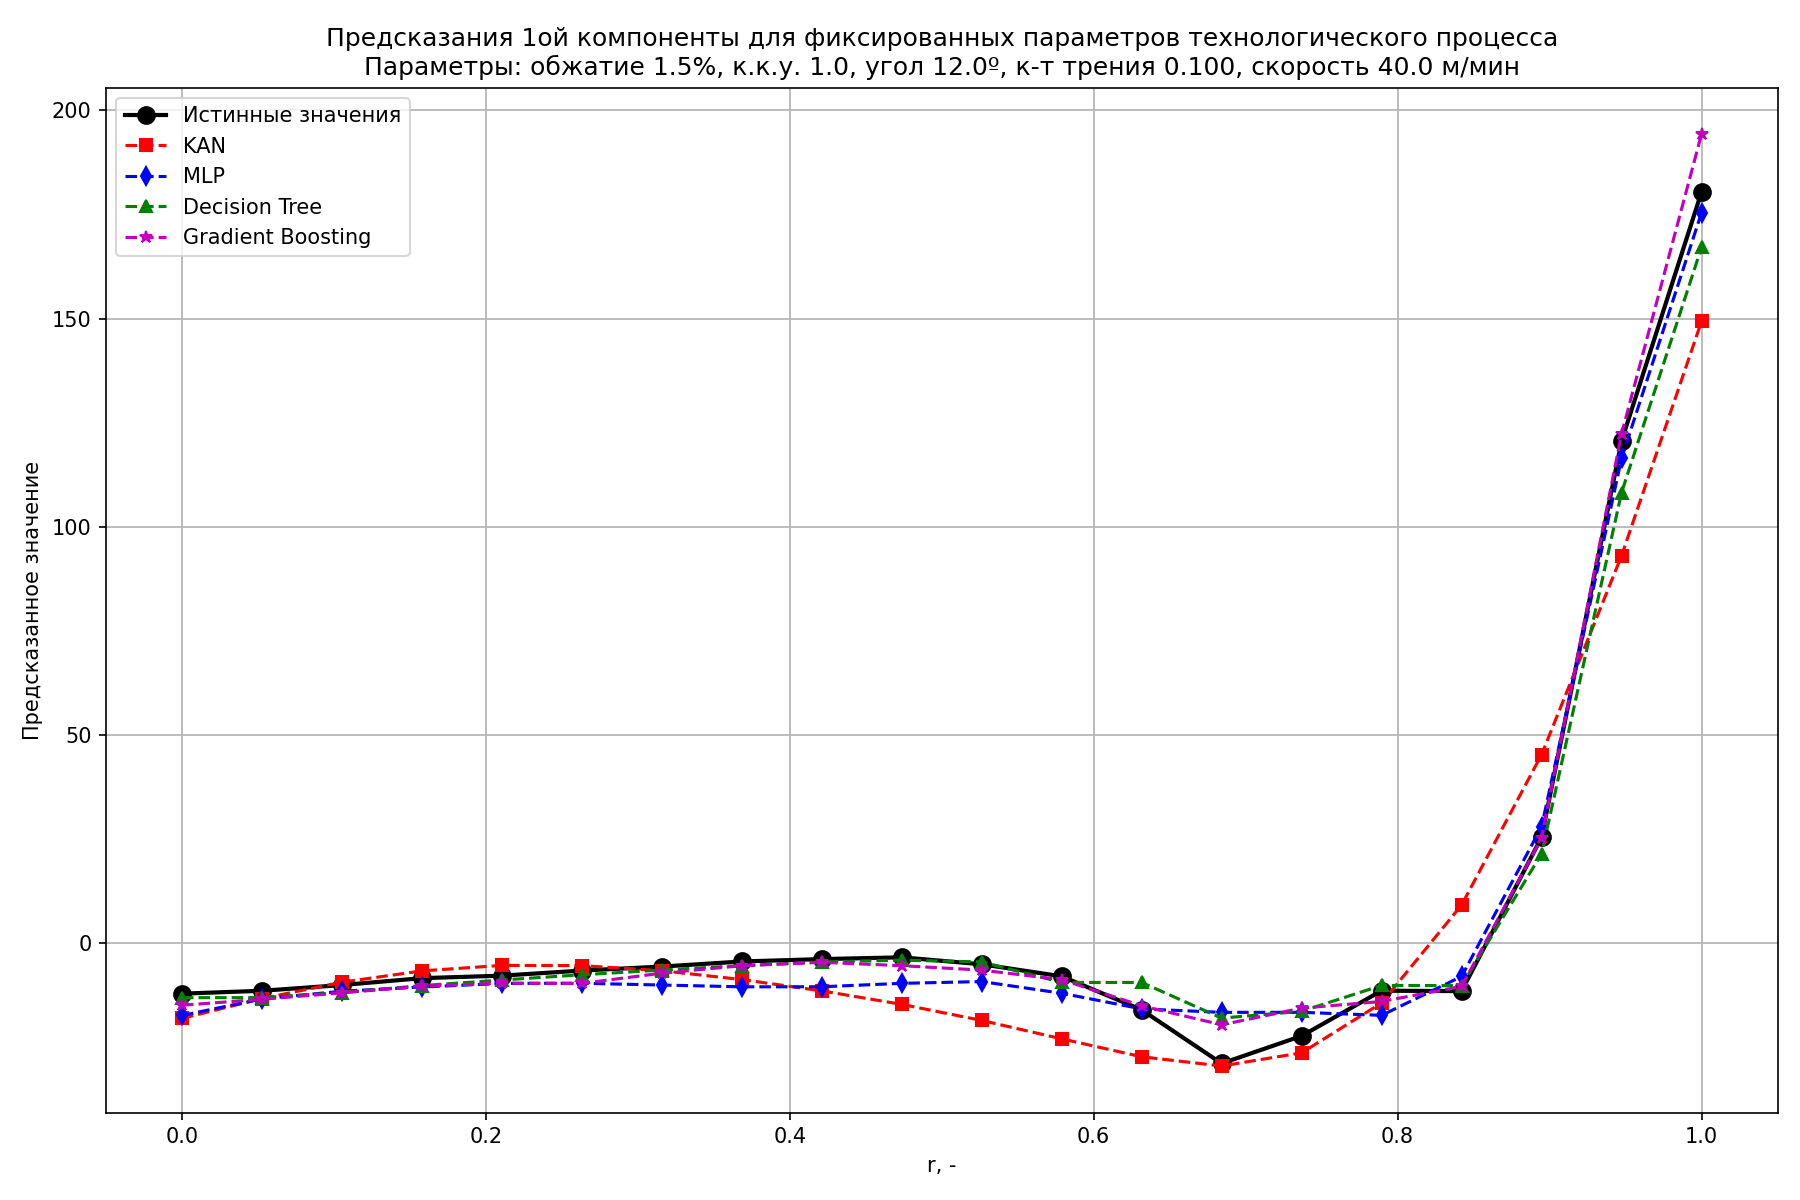 Предсказания 1ой компоненты для фиксированных параметров технологического процесса
Параметры: обжатие 1.5%, к.к.у. 1.0, угол 12.0º, к-т трения 0.100, скорость 40.0 м/мин
Истинные значения
KAN
MLP
Decision Tree
Gradient Boosting
Предсказанное значение
200
150
100
50
0
0.0 0.2 0.4 0.6 0.8 1.0
r, -